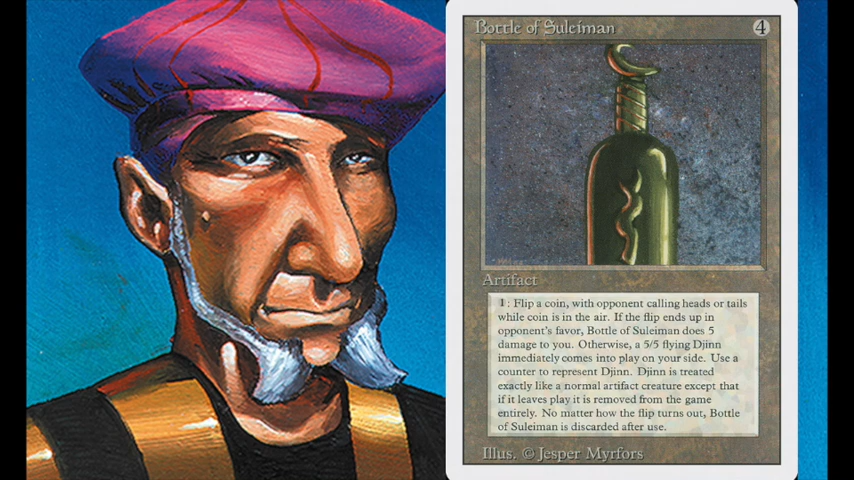 Bottle of Suleiman 4
Artifact
1: Flip a coin, with opponent calling heads or tails
while coin is in the air. If the flip ends up in
opponent's favor, Bottle of Suleiman does 5
damage to you. Otherwise, a 5/5 flying Djinn
immediately comes into play on your side. Use a
counter to represent Djinn. Djinn is treated
exactly like a normal artifact creature except that
if it leaves play it is removed from the game
entirely. No matter how the flip turns out, Bottle
of Suleiman is discarded after use.
Illus. © Jesper Myrfors